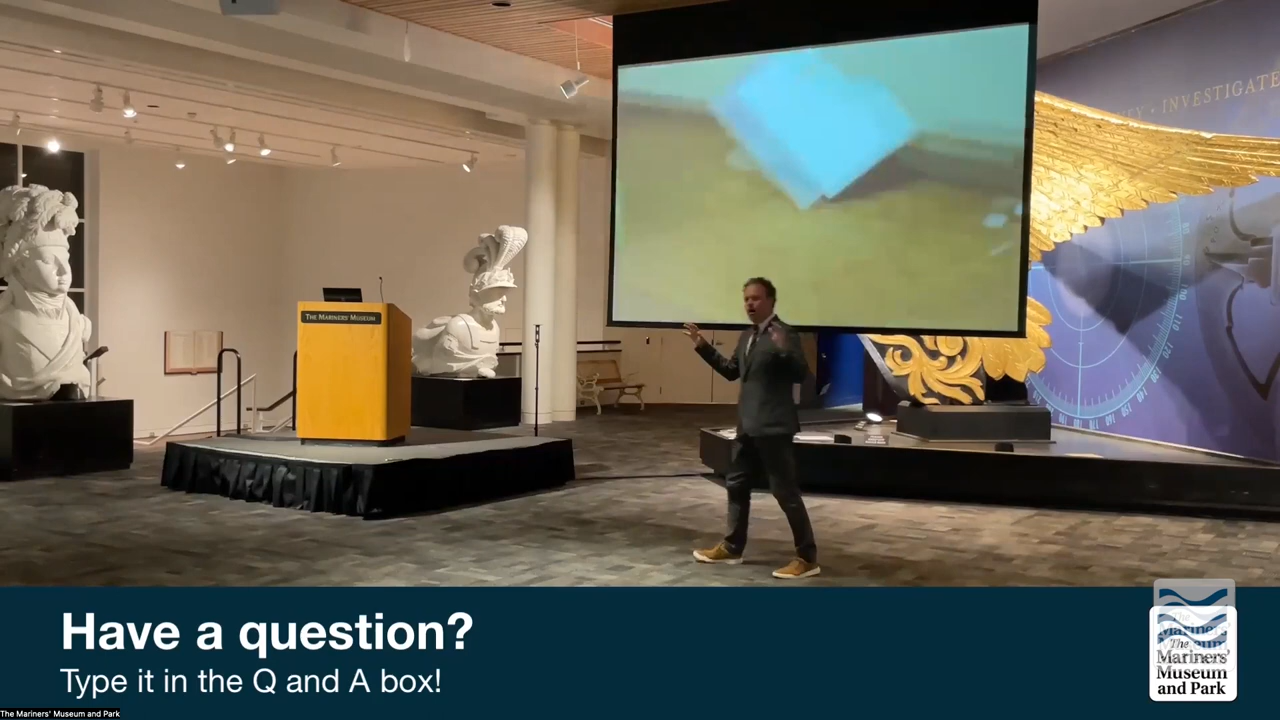 INVESTIGATE
THE MARINERS' MUSEUM
Have a question?
Type it in the Q and A box!
The
Mariners'
Museum
and Park
The Mariners' Museum and Park